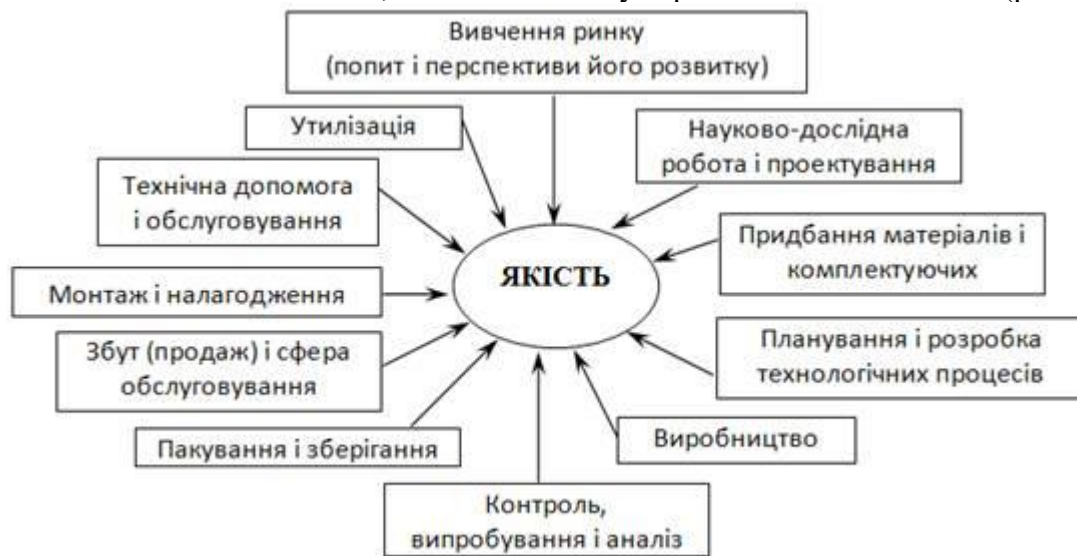 Вивчення ринку
(попит і перспективи його розвитку)
Утилізація
Науково-дослідна
робота і проектування
Технічна допомога
і обслуговування
Придбання матеріалів і
комплектуючих
ЯКІСТЬ
Монтаж і налагодження
Збут (продаж) і сфера
обслуговування
Планування і розробка
технологічних процесів
Пакування і зберігання
Виробництво
Контроль,
випробування і аналіз